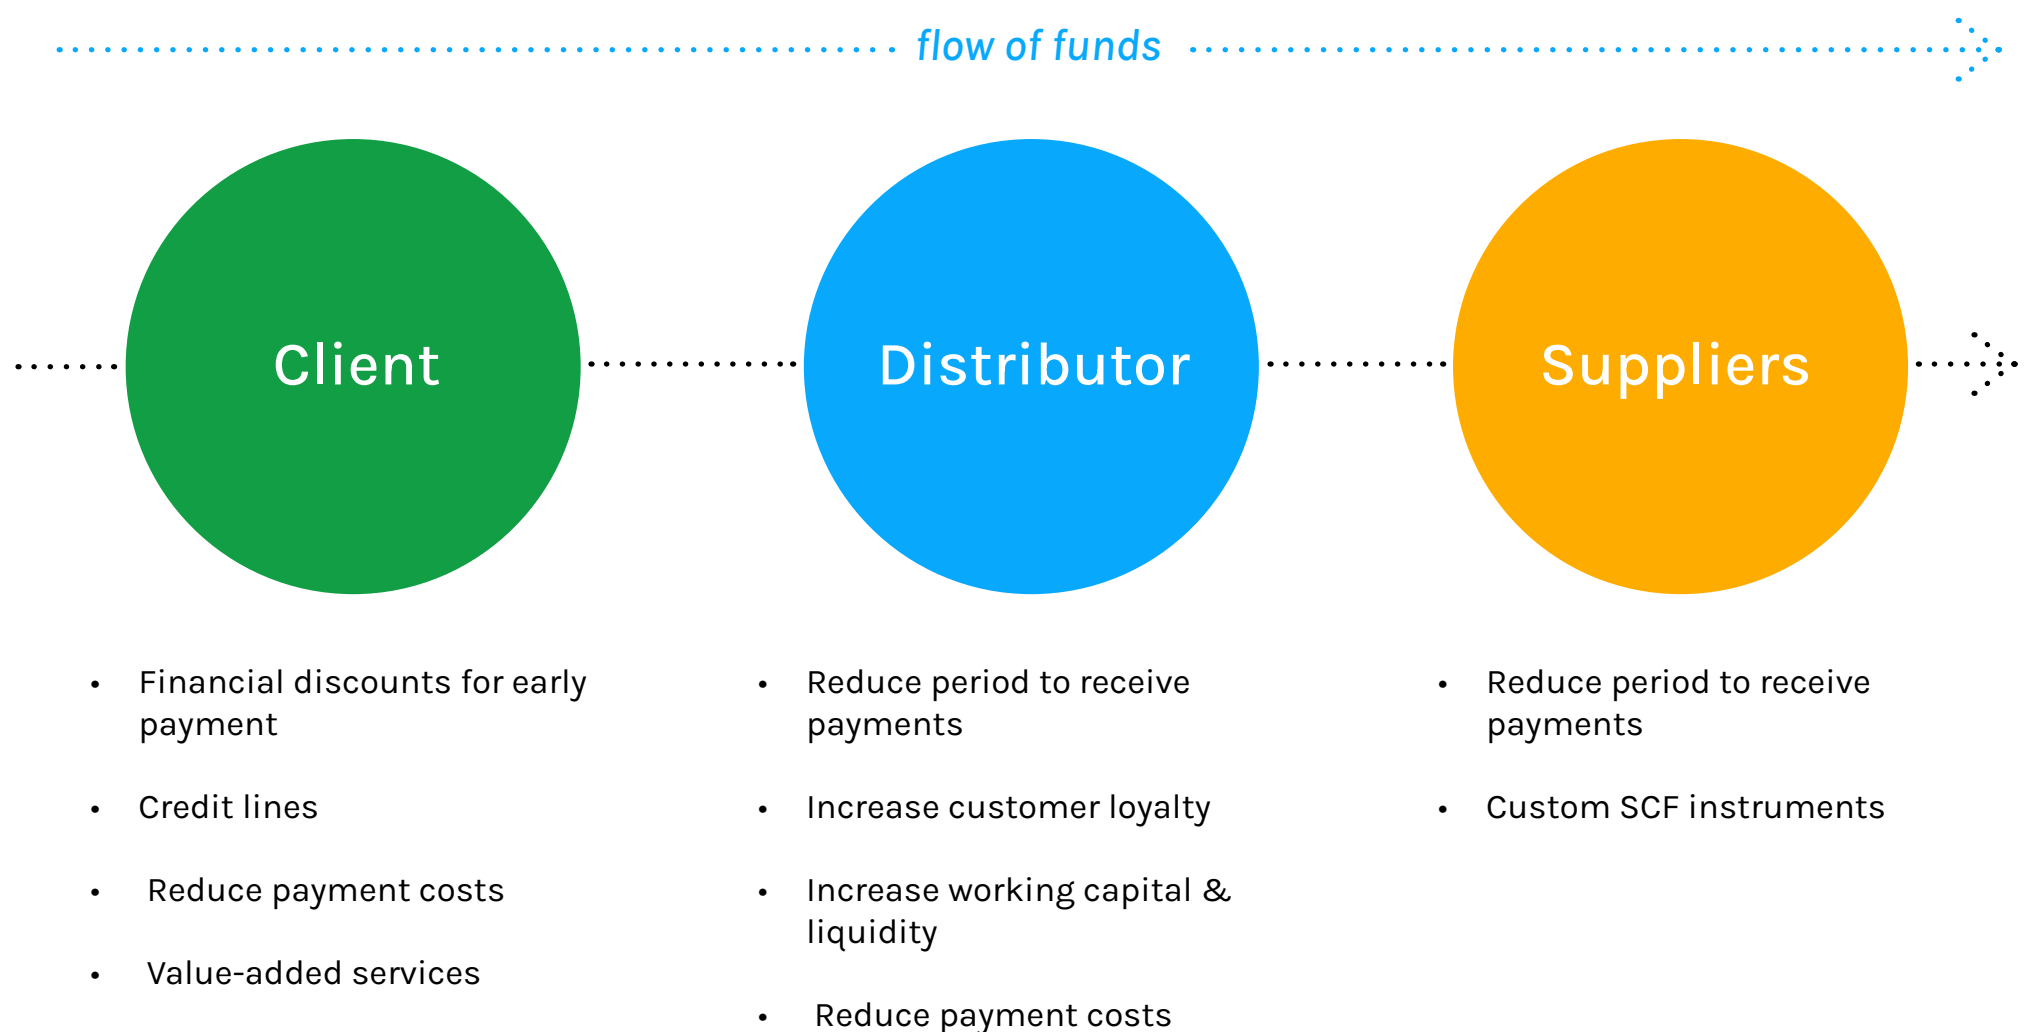 flow of funds
Client
Distributor
Suppliers
• Financial discounts for early
payment
• Credit lines
• Reduce payment costs
• Value-added services
• Reduce period to receive
payments
• Increase customer loyalty
• Increase working capital &
liquidity
• Reduce payment costs
• Reduce period to receive
payments
• Custom SCF instruments